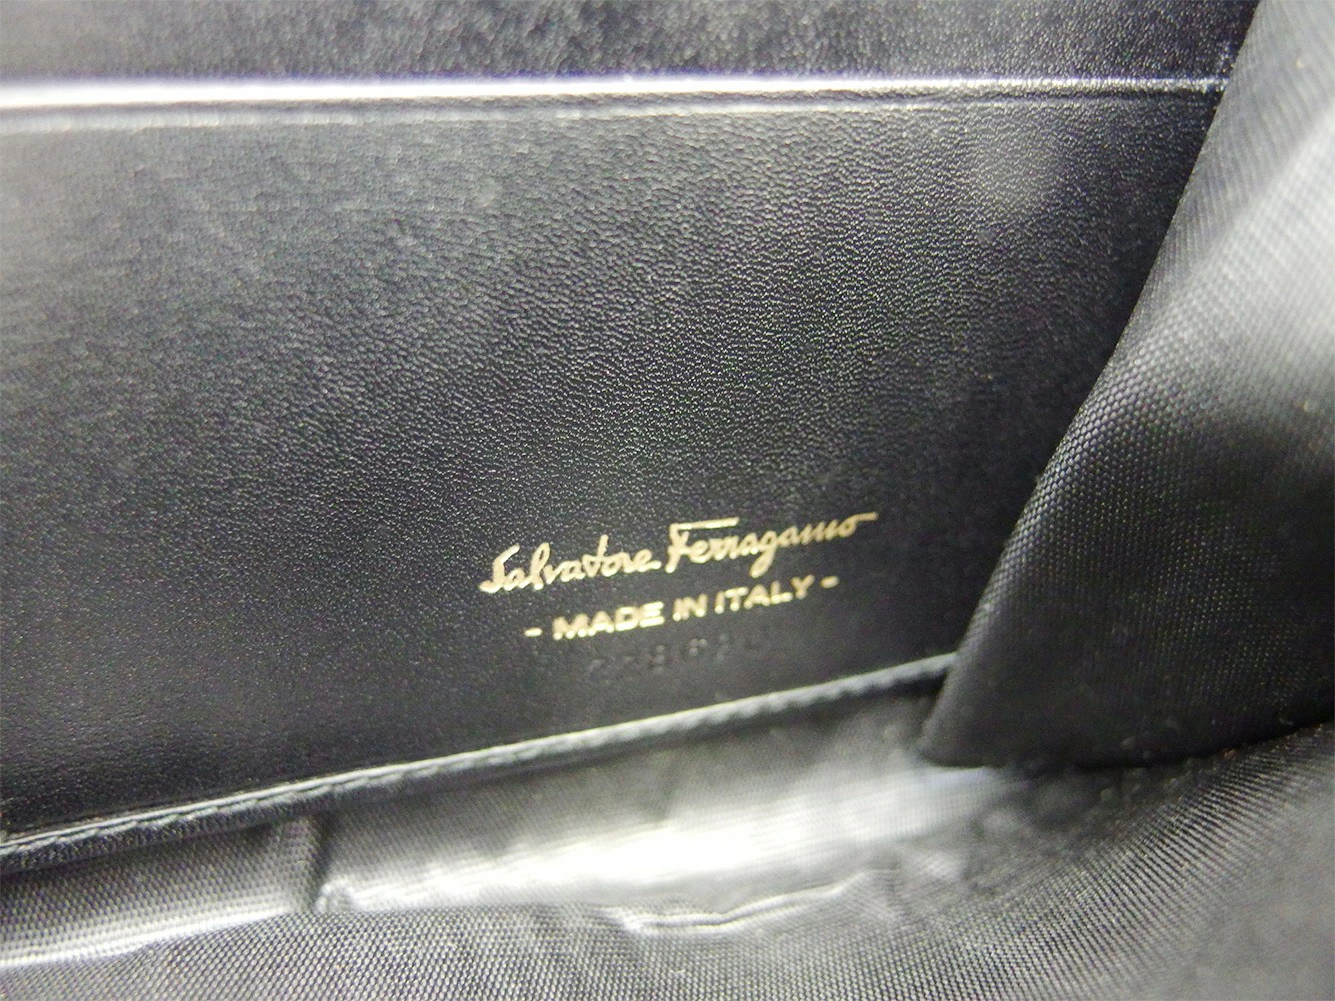 Salvatore Ferragamo
- MADE IN ITALY -